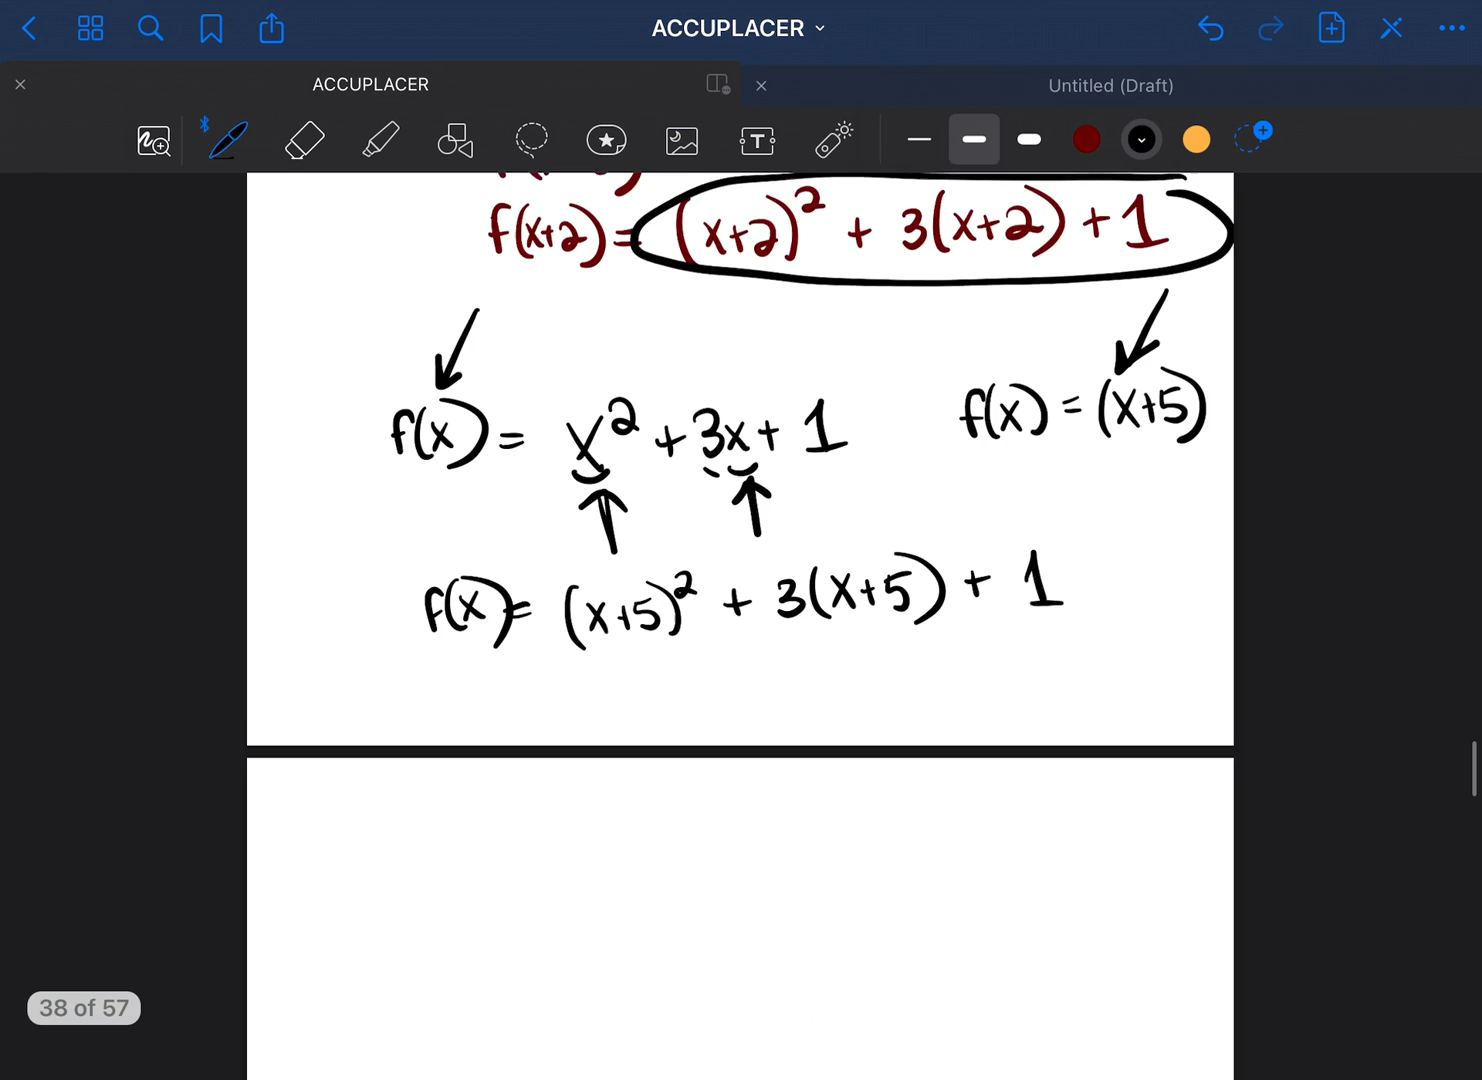 ACCUPLACER
ACCUPLACER
Untitled (Draft)
T
f(x+2) = (x+2)² + 3(x+2) + 1
f(x) = x² + 3x + 1
f(x) = (x+5)
f(x) = (x+5)² + 3(x+5) + 1
38 of 57